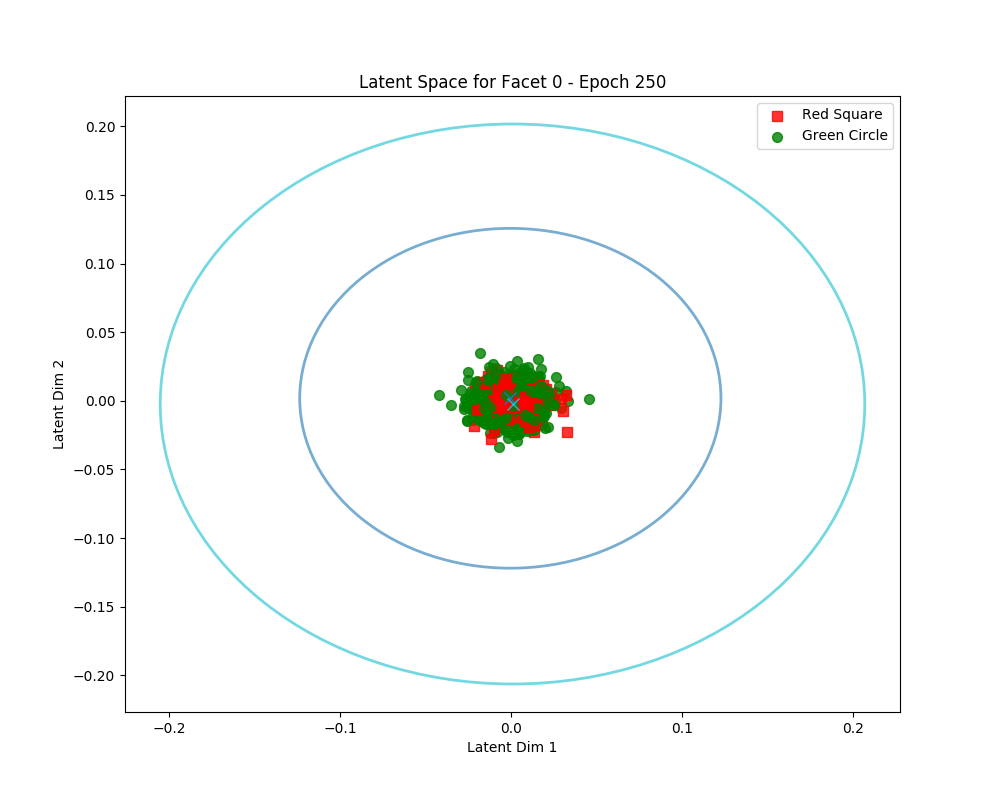 Latent Space for Facet 0 - Epoch 250
Red Square
Green Circle
0.20
0.15
0.10
0.05
0.00
−0.05
−0.10
−0.15
−0.20
Latent Dim 2
−0.2
−0.1
0.0
0.1
0.2
Latent Dim 1